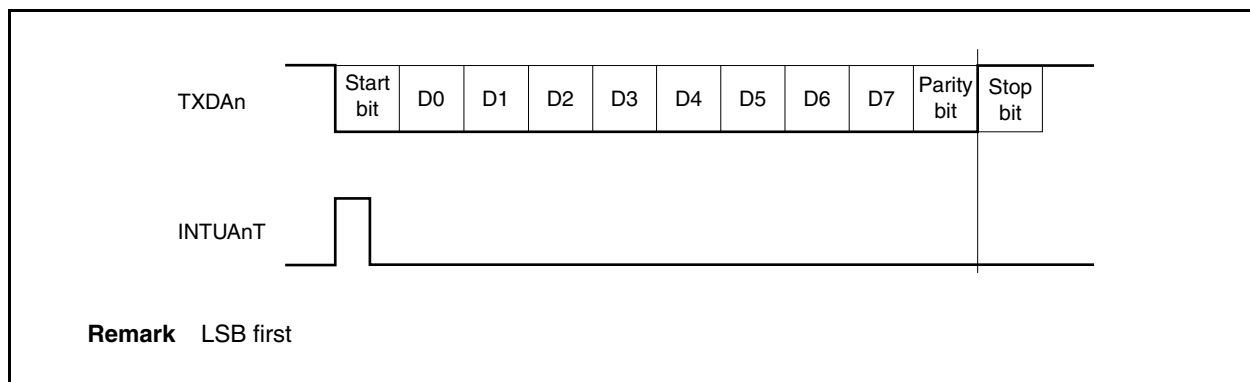 TXDAn
Start bit
D0
D1
D2
D3
D4
D5
D6
D7
Parity bit
Stop bit
INTUAnT
Remark LSB first